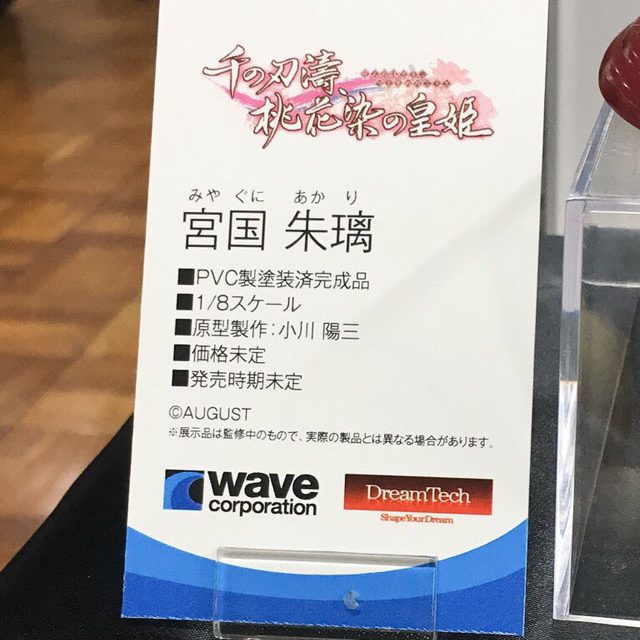 千の刃濤、
桃花染の皇姫
みや ぐに あか り
宮国 朱璃
■PVC製塗装済完成品
■1/8スケール
■原型製作：小川 陽三
■価格未定
■発売時期未定
©AUGUST
※展示品は監修中のもので、実際の製品とは異なる場合があります。
wave
corporation
DreamTech
ShapeYourDream